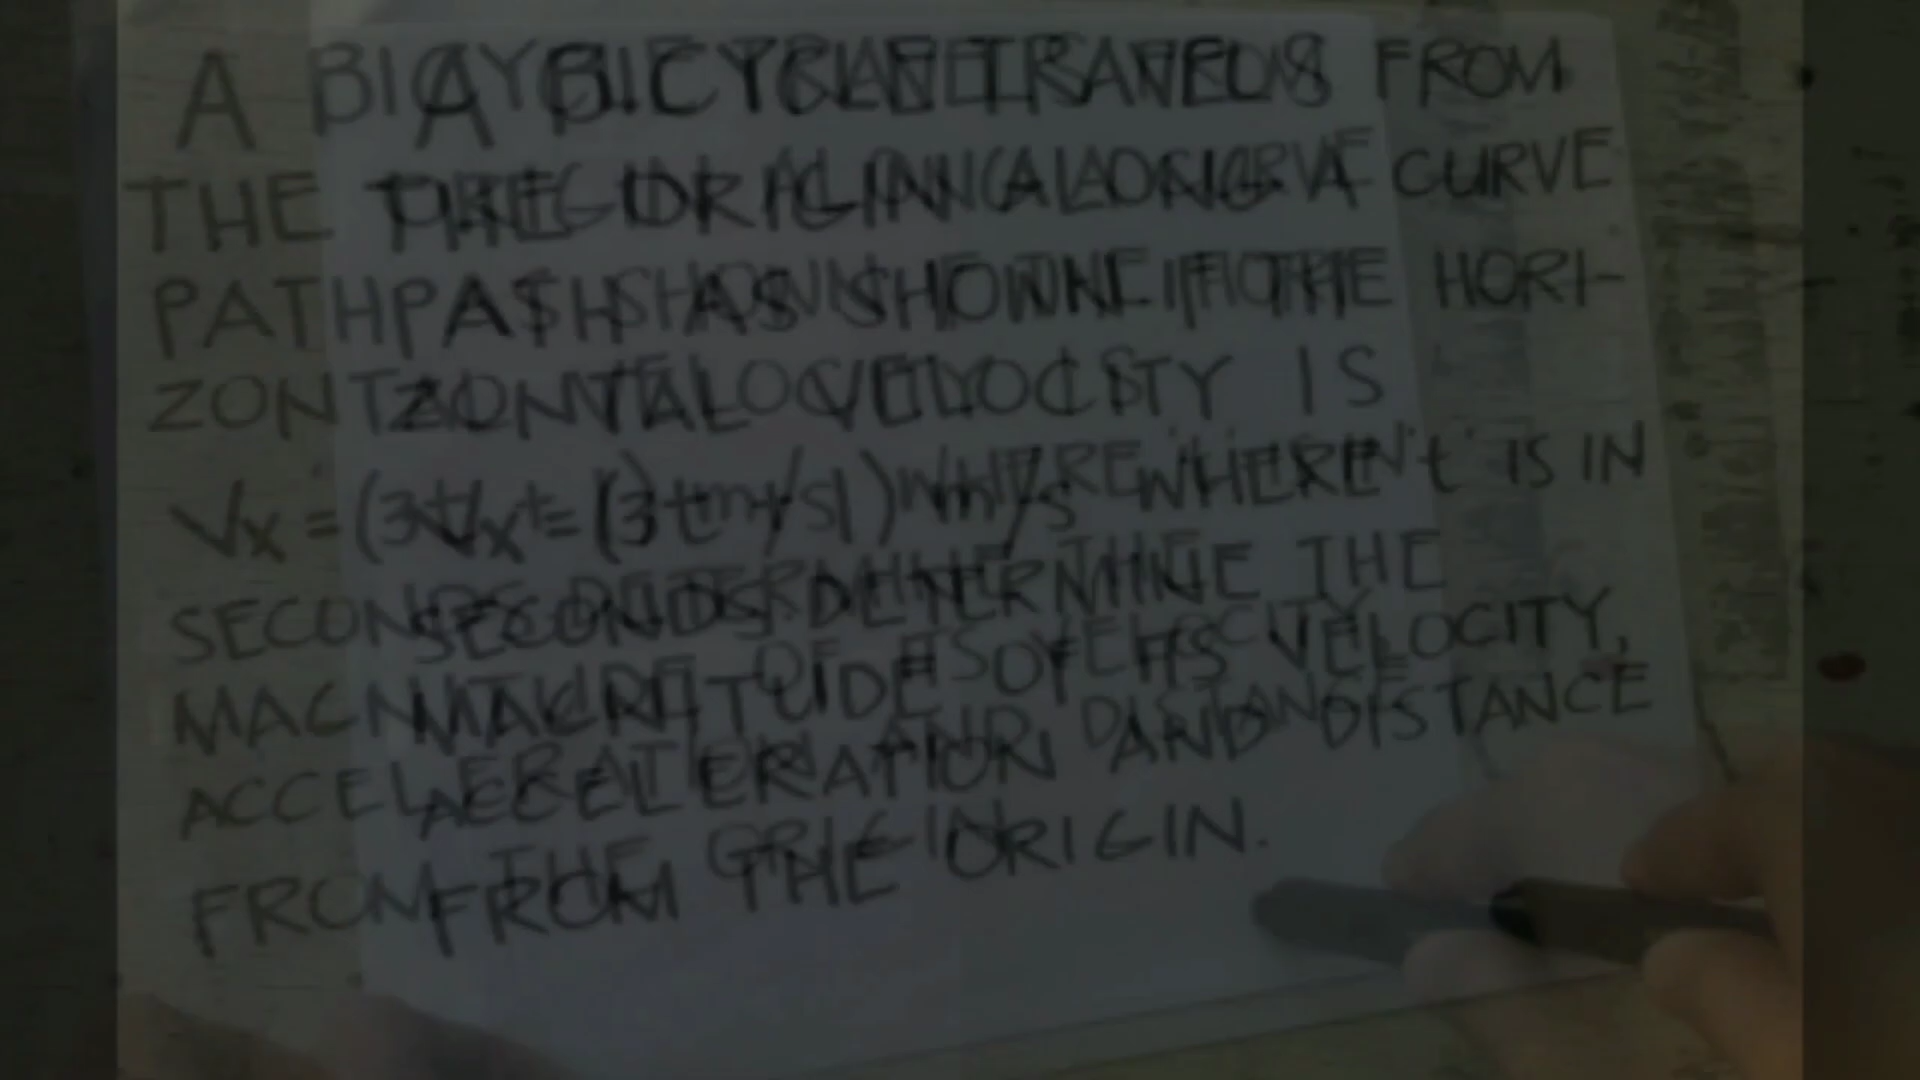 A BICYCLE TRAVELS FROM
THE ORIGIN ALONG A CURVE
PATH AS SHOWN. IF THE HORI-
ZONTAL VELOCITY IS
Vx = (3t+1) m/s WHERE 't' IS IN
SECONDS. DETERMINE THE
MAGNITUDE OF ITS VELOCITY,
ACCELERATION AND DISTANCE
FROM THE ORIGIN.